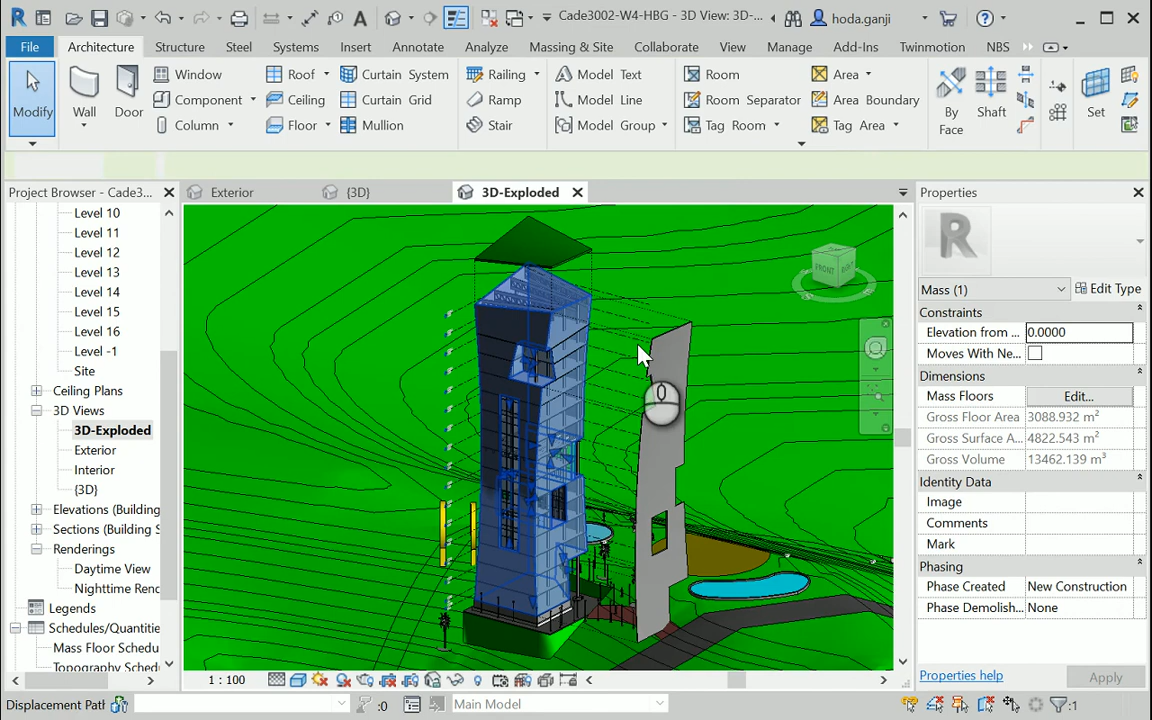 Cade3002-W4-HBG - 3D View: 3D-...
hoda.ganji
File
Architecture
Structure
Steel
Systems
Insert
Annotate
Analyze
Massing & Site
Collaborate
View
Manage
Add-Ins
Twinmotion
NBS
Modify
Wall
Door
Window
Component
Column
Roof
Ceiling
Floor
Curtain System
Curtain Grid
Mullion
Railing
Ramp
Stair
Model Text
Model Line
Model Group
Room
Room Separator
Tag Room
Area
Area Boundary
Tag Area
By
Face
Shaft
Set
Project Browser - Cade3...
Exterior
{3D}
3D-Exploded
Properties
Level 10
Level 11
Level 12
Level 13
Level 14
Level 15
Level 16
Level -1
Site
Ceiling Plans
3D Views
3D-Exploded
Exterior
Interior
{3D}
Elevations (Building
Sections (Building S
Renderings
Daytime View
Nighttime Ren
Legends
Schedules/Quantitie
Mass Floor Schedu
Topography Sched
FRONT
RIGHT
R
Mass (1)
Edit Type
Constraints
Elevation from ... 0.0000
Moves With Ne...
Dimensions
Mass Floors Edit...
Gross Floor Area 3088.932 m²
Gross Surface A... 4822.543 m²
Gross Volume 13462.139 m³
Identity Data
Image
Comments
Mark
Phasing
Phase Created New Construction
Phase Demolish... None
Properties help
Apply
1 : 100
Displacement Patl
:0
Main Model
:1